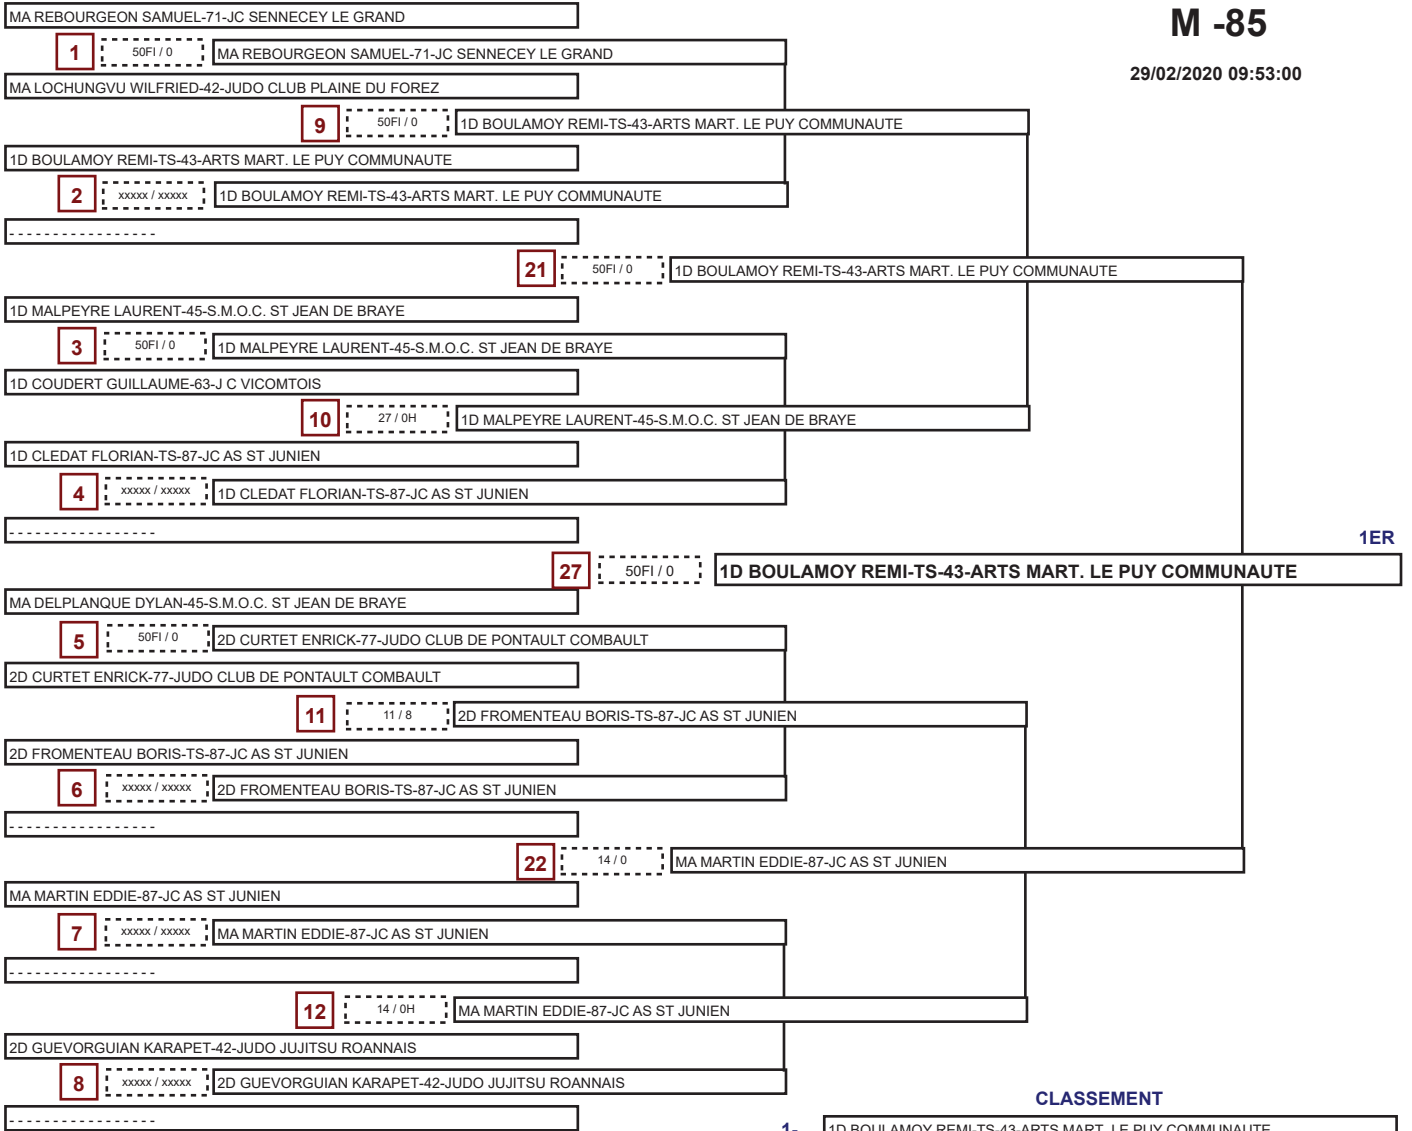 MA REBOURGEON SAMUEL-71-JC SENNECEY LE GRAND
M -85
1 50FI / 0 MA REBOURGEON SAMUEL-71-JC SENNECEY LE GRAND
29/02/2020 09:53:00
MA LOCHUNGVU WILFRIED-42-JUDO CLUB PLAINE DU FOREZ
9 50FI / 0 1D BOULAMOY REMI-TS-43-ARTS MART. LE PUY COMMUNAUTE
1D BOULAMOY REMI-TS-43-ARTS MART. LE PUY COMMUNAUTE
2 xxxxx / xxxxx 1D BOULAMOY REMI-TS-43-ARTS MART. LE PUY COMMUNAUTE
- - - - - - - - - - - - - - - - -
21 50FI / 0 1D BOULAMOY REMI-TS-43-ARTS MART. LE PUY COMMUNAUTE
1D MALPEYRE LAURENT-45-S.M.O.C. ST JEAN DE BRAYE
3 50FI / 0 1D MALPEYRE LAURENT-45-S.M.O.C. ST JEAN DE BRAYE
1D COUDERT GUILLAUME-63-J C VICOMTOIS
10 27 / 0H 1D MALPEYRE LAURENT-45-S.M.O.C. ST JEAN DE BRAYE
1D CLEDAT FLORIAN-TS-87-JC AS ST JUNIEN
4 xxxxx / xxxxx 1D CLEDAT FLORIAN-TS-87-JC AS ST JUNIEN
- - - - - - - - - - - - - - - - -
1ER
27 50FI / 0 1D BOULAMOY REMI-TS-43-ARTS MART. LE PUY COMMUNAUTE
MA DELPLANQUE DYLAN-45-S.M.O.C. ST JEAN DE BRAYE
5 50FI / 0 2D CURTET ENRICK-77-JUDO CLUB DE PONTAULT COMBAULT
2D CURTET ENRICK-77-JUDO CLUB DE PONTAULT COMBAULT
11 11 / 8 2D FROMENTEAU BORIS-TS-87-JC AS ST JUNIEN
2D FROMENTEAU BORIS-TS-87-JC AS ST JUNIEN
6 xxxxx / xxxxx 2D FROMENTEAU BORIS-TS-87-JC AS ST JUNIEN
- - - - - - - - - - - - - - - - -
22 14 / 0 MA MARTIN EDDIE-87-JC AS ST JUNIEN
MA MARTIN EDDIE-87-JC AS ST JUNIEN
7 xxxxx / xxxxx MA MARTIN EDDIE-87-JC AS ST JUNIEN
- - - - - - - - - - - - - - - - -
12 14 / 0H MA MARTIN EDDIE-87-JC AS ST JUNIEN
2D GUEVORGUIAN KARAPET-42-JUDO JUJITSU ROANNAIS
8 xxxxx / xxxxx 2D GUEVORGUIAN KARAPET-42-JUDO JUJITSU ROANNAIS
CLASSEMENT
- - - - - - - - - - - - - - - - -
1- 1D BOULAMOY REMI-TS-43-ARTS MART. LE PUY COMMUNAUTE